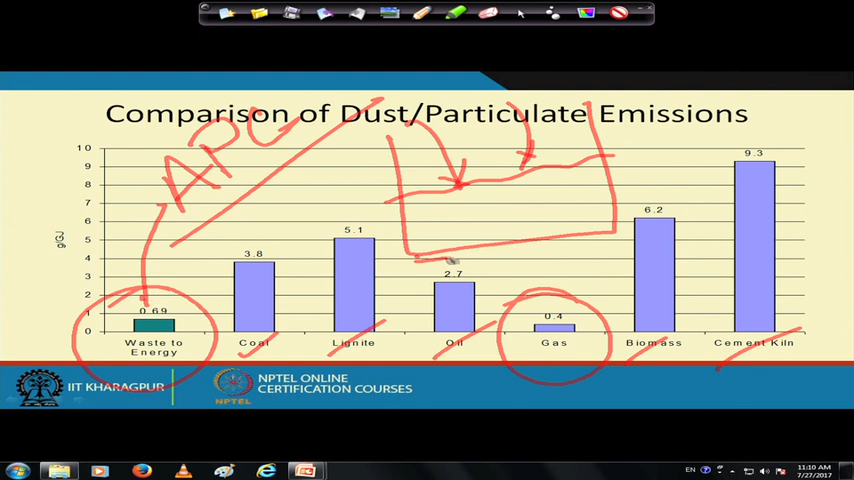 Comparison of Dust/Particulate Emissions
APC
10
9
8
7
6
5
4
3
2
1
0
g/GJ
0.69
3.8
5.1
2.7
0.4
6.2
9.3
Waste to
Energy
Coal
Lignite
Oil
Gas
Biomass
Cement Kiln
IIT KHARAGPUR
NPTEL
NPTEL ONLINE
CERTIFICATION COURSES
EN
11:10 AM
7/27/2017